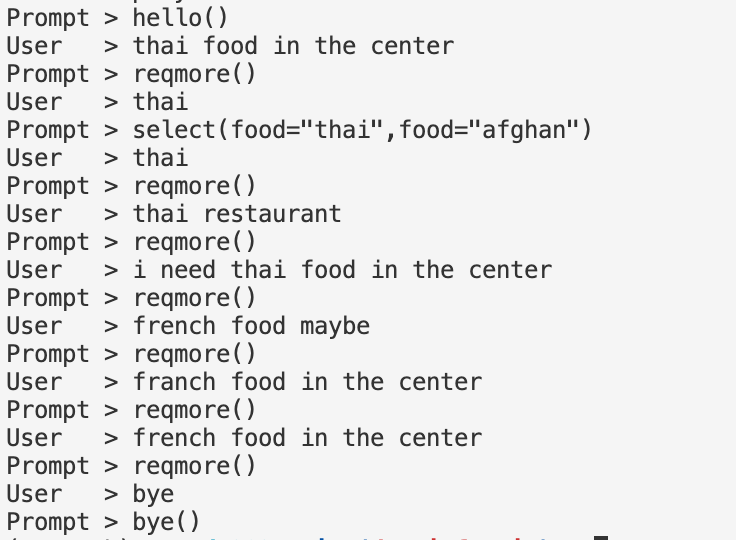 Prompt > hello()
User   > thai food in the center
Prompt > reqmore()
User   > thai
Prompt > select(food="thai",food="afghan")
User   > thai
Prompt > reqmore()
User   > thai restaurant
Prompt > reqmore()
User   > i need thai food in the center
Prompt > reqmore()
User   > french food maybe
Prompt > reqmore()
User   > franch food in the center
Prompt > reqmore()
User   > french food in the center
Prompt > reqmore()
User   > bye
Prompt > bye()